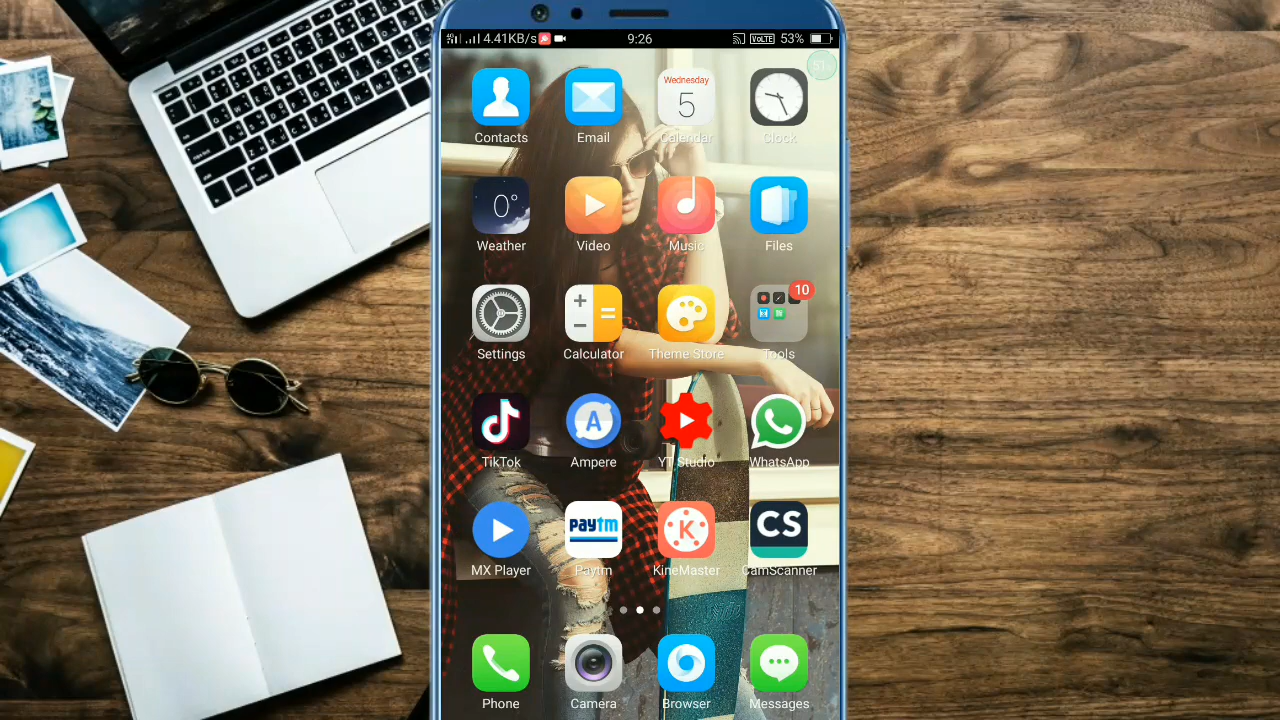 4.41KB/s 9:26 VoLTE 53%
51
Wednesday
5
Contacts Email Calendar Clock
0°
Weather Video Music Files
10
Settings Calculator Theme Store Tools
A
TikTok Ampere YT Studio WhatsApp
paytm K CS
MX Player Paytm KineMaster CamScanner
Phone Camera Browser Messages